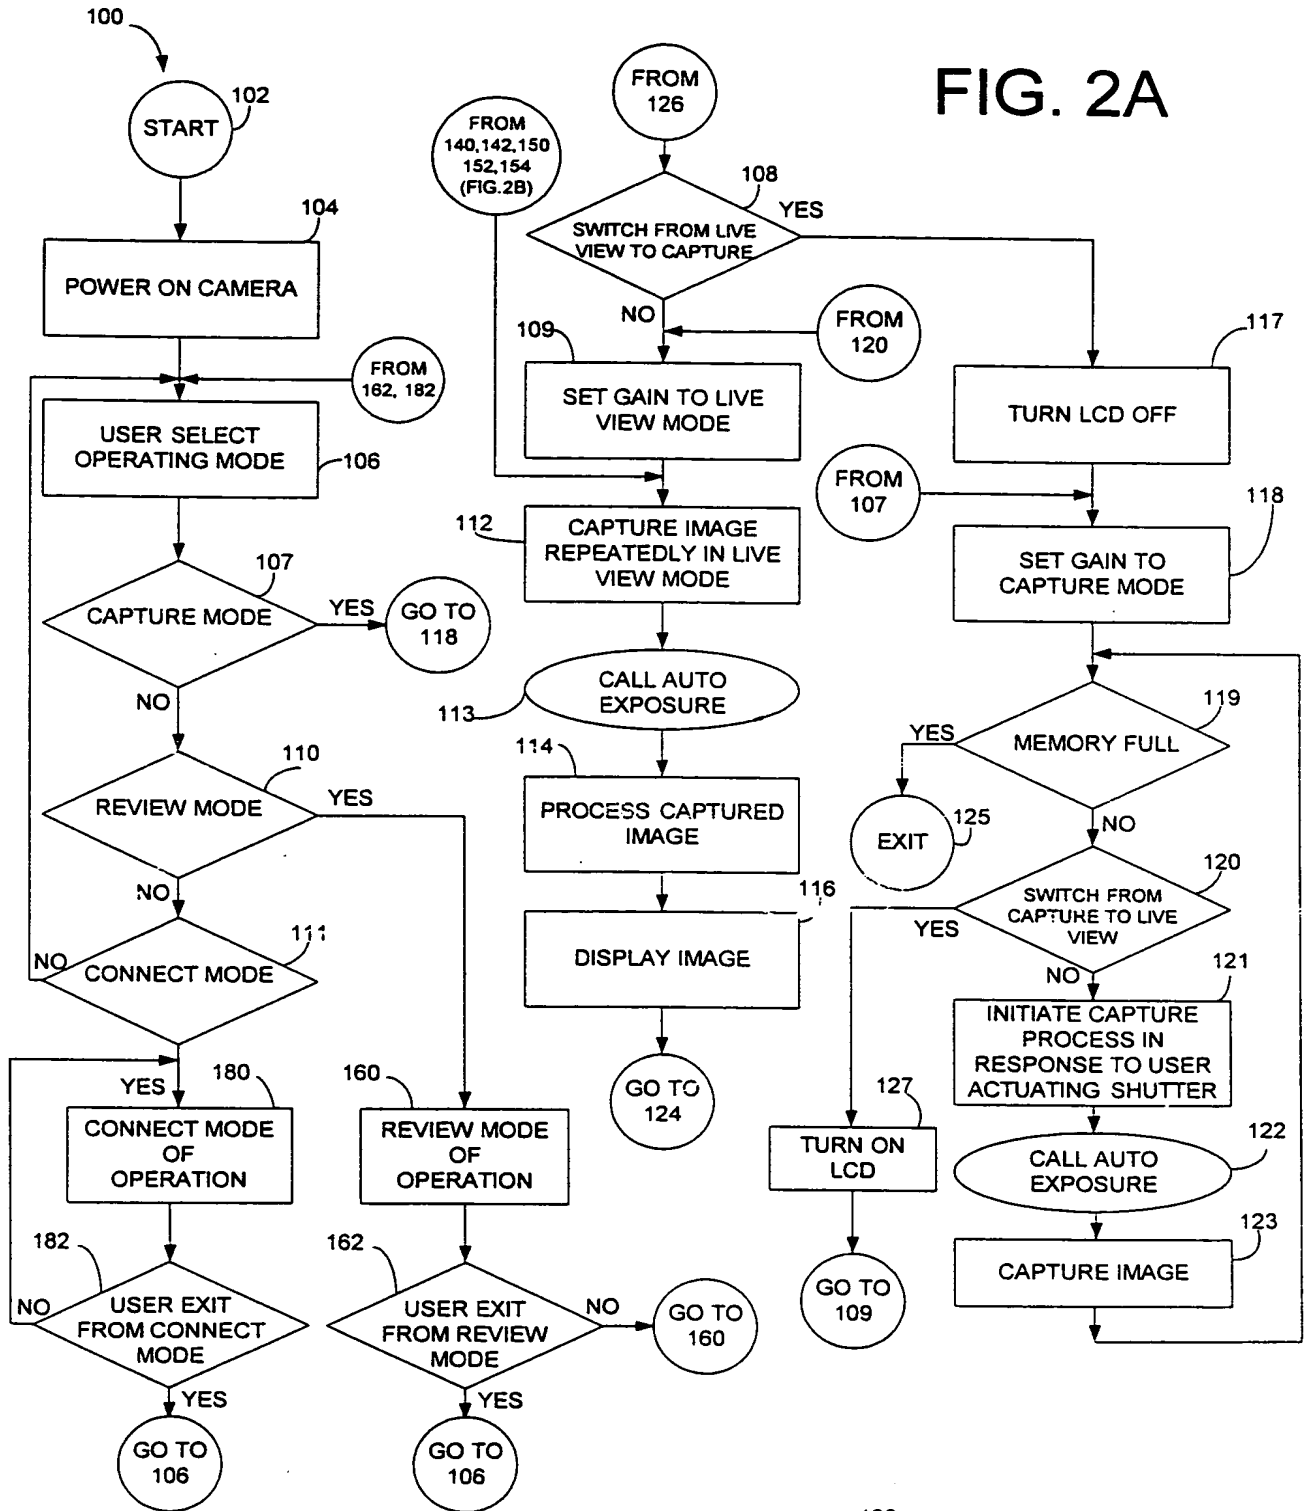 FIG. 2A
100
102
START
104
POWER ON CAMERA
FROM
162, 182
USER SELECT
OPERATING MODE
106
107
CAPTURE MODE
YES
GO TO
118
NO
110
REVIEW MODE
YES
NO
111
CONNECT MODE
NO
YES
180
CONNECT MODE
OF
OPERATION
182
USER EXIT
FROM CONNECT
MODE
NO
YES
GO TO
106
160
REVIEW MODE
OF
OPERATION
162
USER EXIT
FROM REVIEW
MODE
NO
GO TO
160
YES
GO TO
106
FROM
126
FROM
140,142,150
152,154
(FIG.2B)
108
SWITCH FROM LIVE
VIEW TO CAPTURE
YES
NO
FROM
120
109
SET GAIN TO LIVE
VIEW MODE
112
CAPTURE IMAGE
REPEATEDLY IN LIVE
VIEW MODE
CALL AUTO
EXPOSURE
113
114
PROCESS CAPTURED
IMAGE
116
DISPLAY IMAGE
GO TO
124
117
TURN LCD OFF
FROM
107
118
SET GAIN TO
CAPTURE MODE
119
MEMORY FULL
YES
EXIT
125
NO
120
SWITCH FROM
CAPTURE TO LIVE
VIEW
YES
NO
127
TURN ON
LCD
GO TO
109
121
INITIATE CAPTURE
PROCESS IN
RESPONSE TO USER
ACTUATING SHUTTER
122
CALL AUTO
EXPOSURE
123
CAPTURE IMAGE